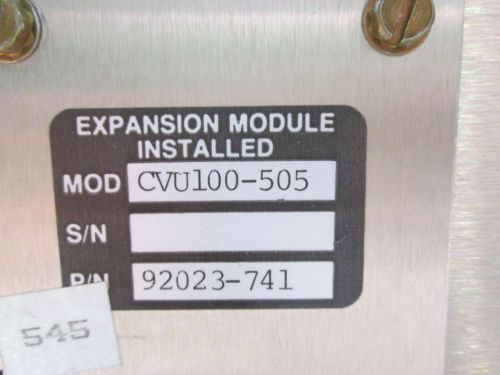 EXPANSION MODULE
INSTALLED
MOD CVU100-505
S/N
P/N 92023-741
545